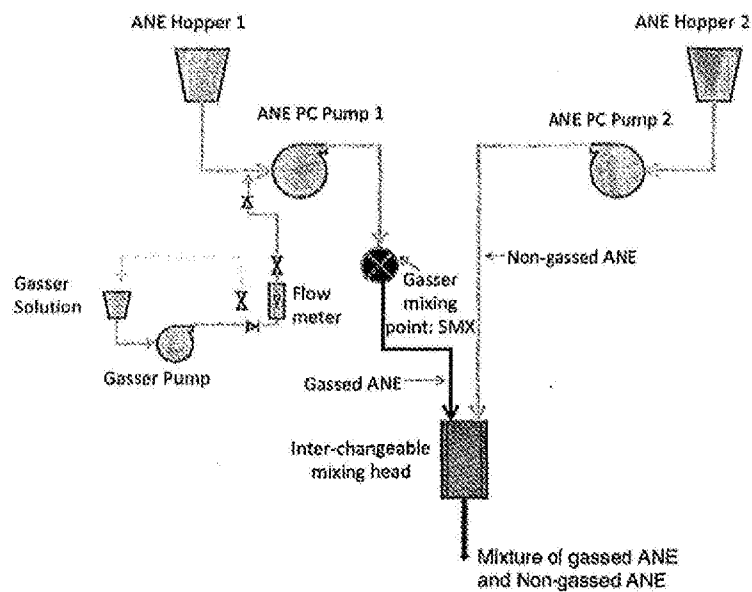 ANE Hopper 1
ANE Hopper 2
ANE PC Pump 1
ANE PC Pump 2
Non-gassed ANE
Gasser
mixing
point: SMX
Gasser
Solution
Flow
meter
Gasser Pump
Gassed ANE
Inter-changeable
mixing head
Mixture of gassed ANE
and Non-gassed ANE